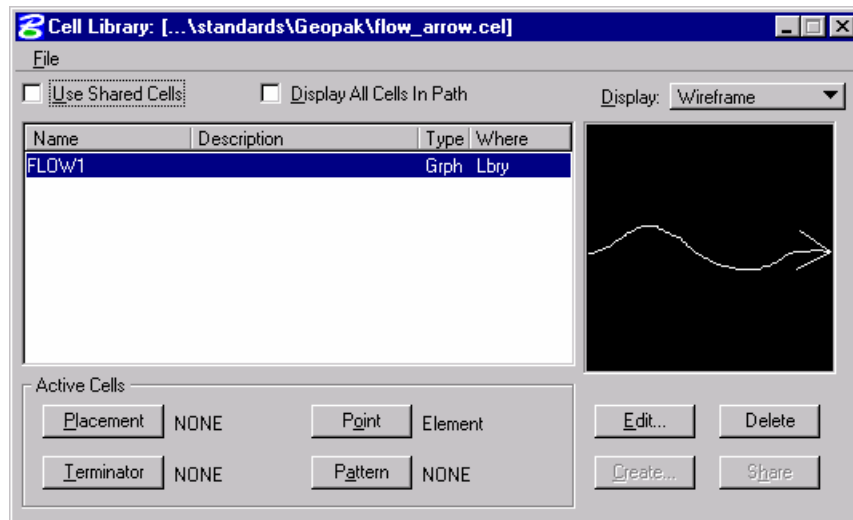 Cell Library: [...\standards\Geopak\flow_arrow.cel]
File
Use Shared Cells Display All Cells In Path Display: Wireframe
Name Description Type Where
FLOW1 Grph Lbry
Active Cells
Placement NONE Point Element Edit... Delete
Terminator NONE Pattern NONE Create... Share